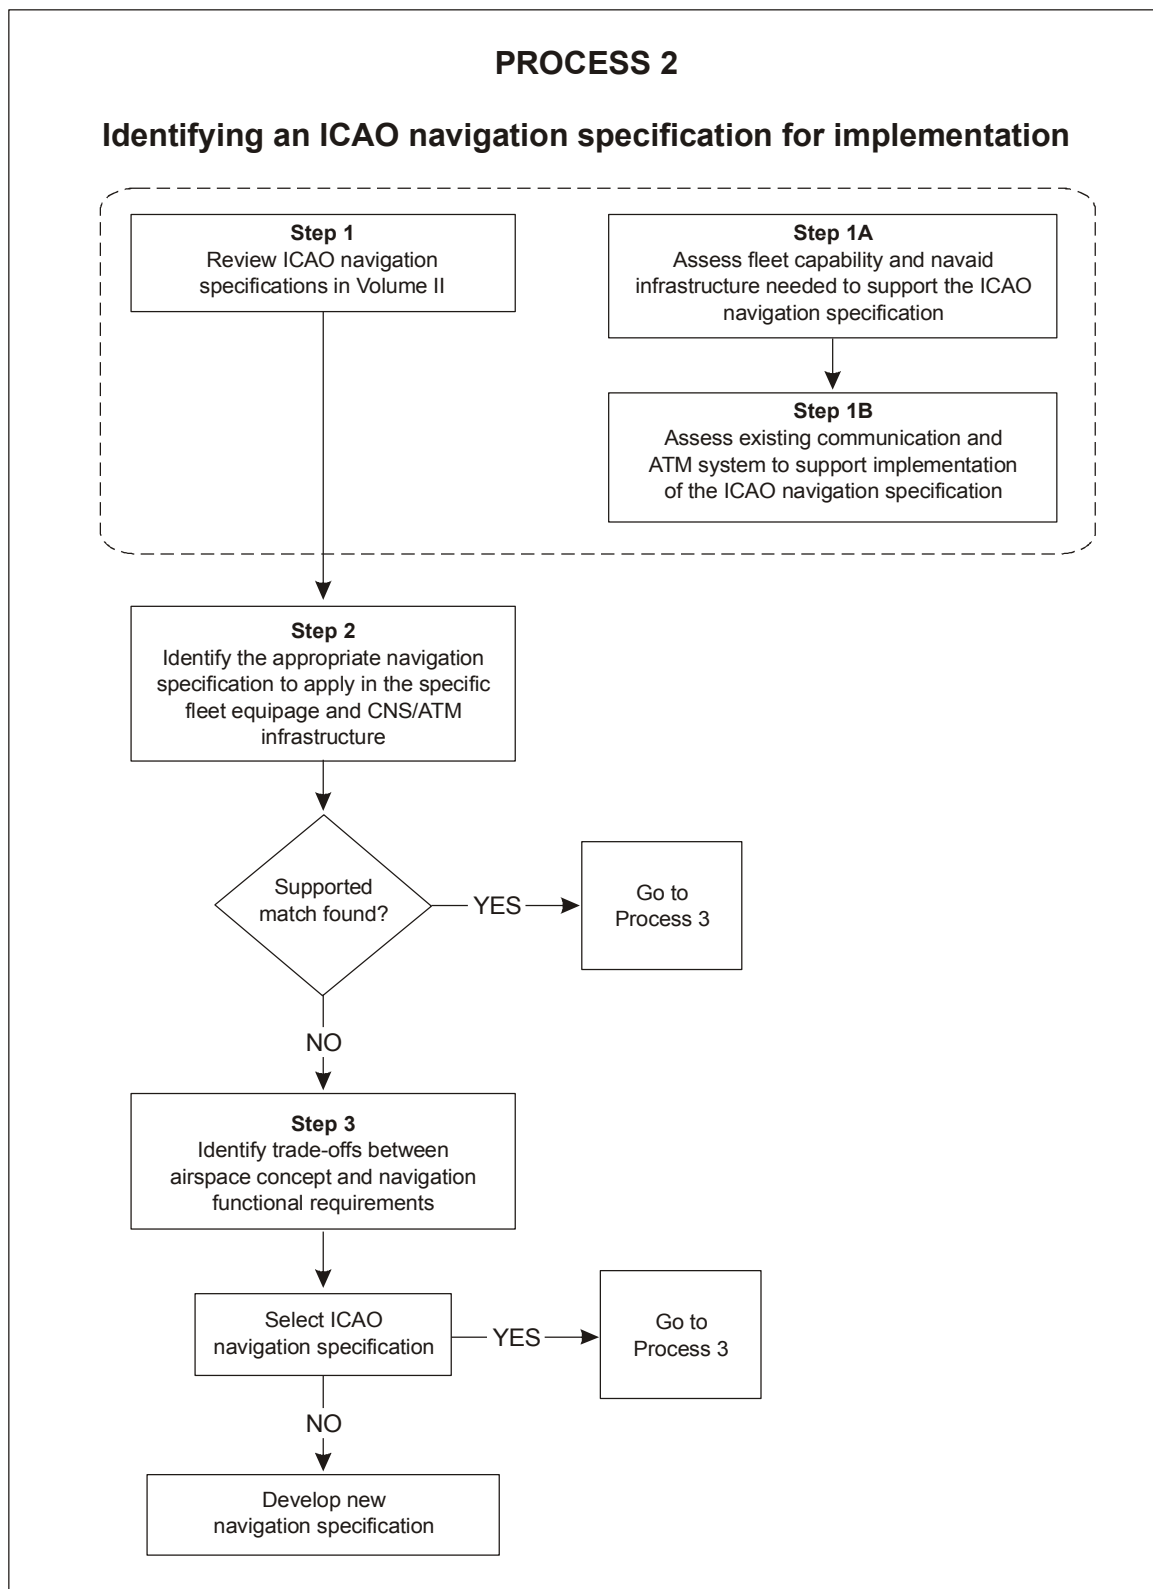 PROCESS 2
Identifying an ICAO navigation specification for implementation
Step 1
Review ICAO navigation
specifications in Volume II
Step 1A
Assess fleet capability and navaid
infrastructure needed to support the ICAO
navigation specification
Step 1B
Assess existing communication and
ATM system to support implementation
of the ICAO navigation specification
Step 2
Identify the appropriate navigation
specification to apply in the specific
fleet equipage and CNS/ATM
infrastructure
Supported
match found?
YES
Go to
Process 3
NO
Step 3
Identify trade-offs between
airspace concept and navigation
functional requirements
Select ICAO
navigation specification
YES
Go to
Process 3
NO
Develop new
navigation specification